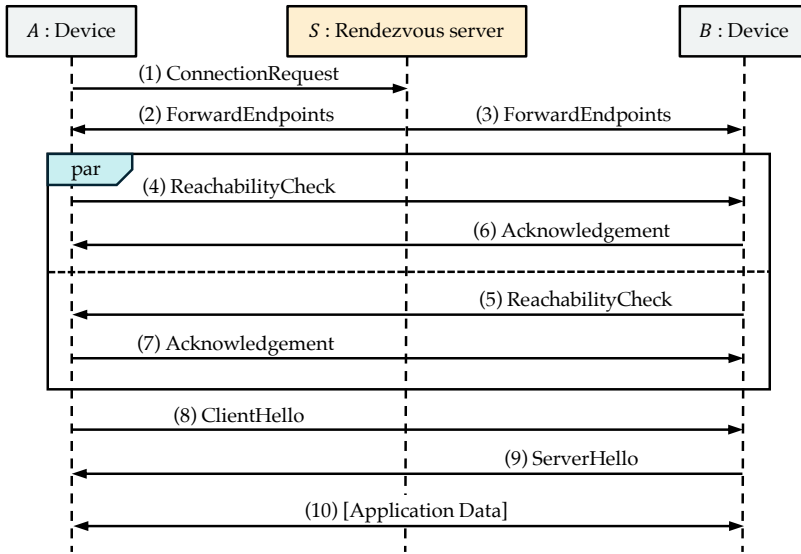 A : Device
S : Rendezvous server
B : Device
(1) ConnectionRequest
(2) ForwardEndpoints
(3) ForwardEndpoints
par
(4) ReachabilityCheck
(6) Acknowledgement
(5) ReachabilityCheck
(7) Acknowledgement
(8) ClientHello
(9) ServerHello
(10) [Application Data]